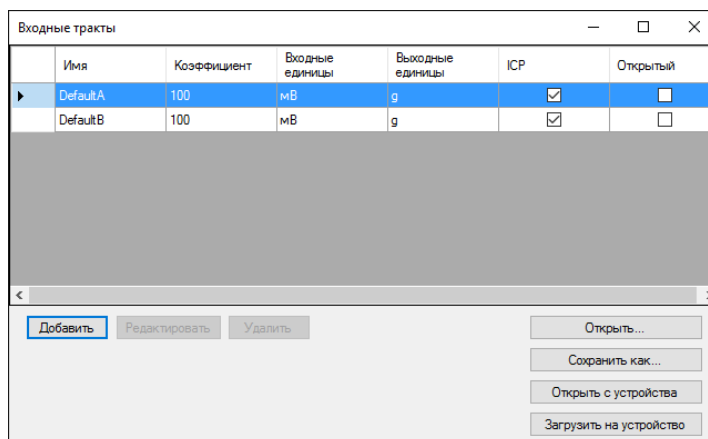 Входные тракты
Имя Коэффициент Входные единицы Выходные единицы ICP Открытый
DefaultA 100 мВ g
DefaultB 100 мВ g
Добавить Редактировать Удалить Открыть...
Сохранить как...
Открыть с устройства
Загрузить на устройство